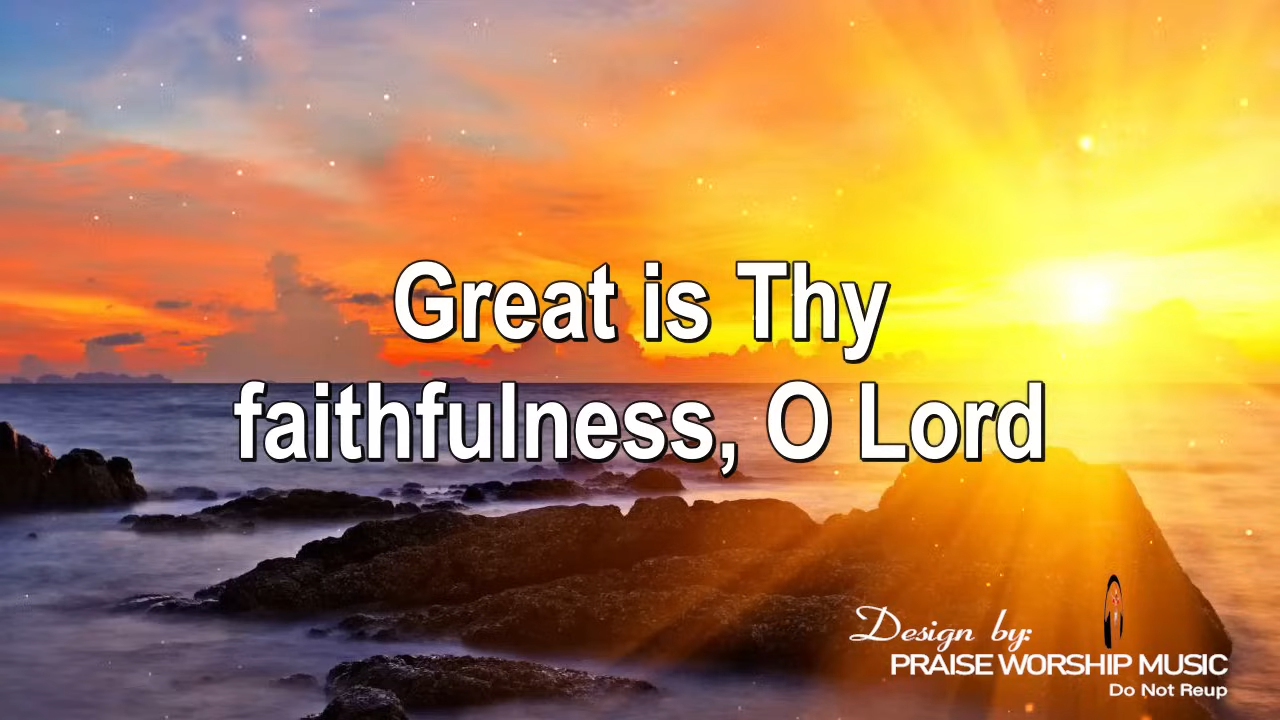 Great is Thy
faithfulness, O Lord
Design by:
PRAISE WORSHIP MUSIC
Do Not Reup